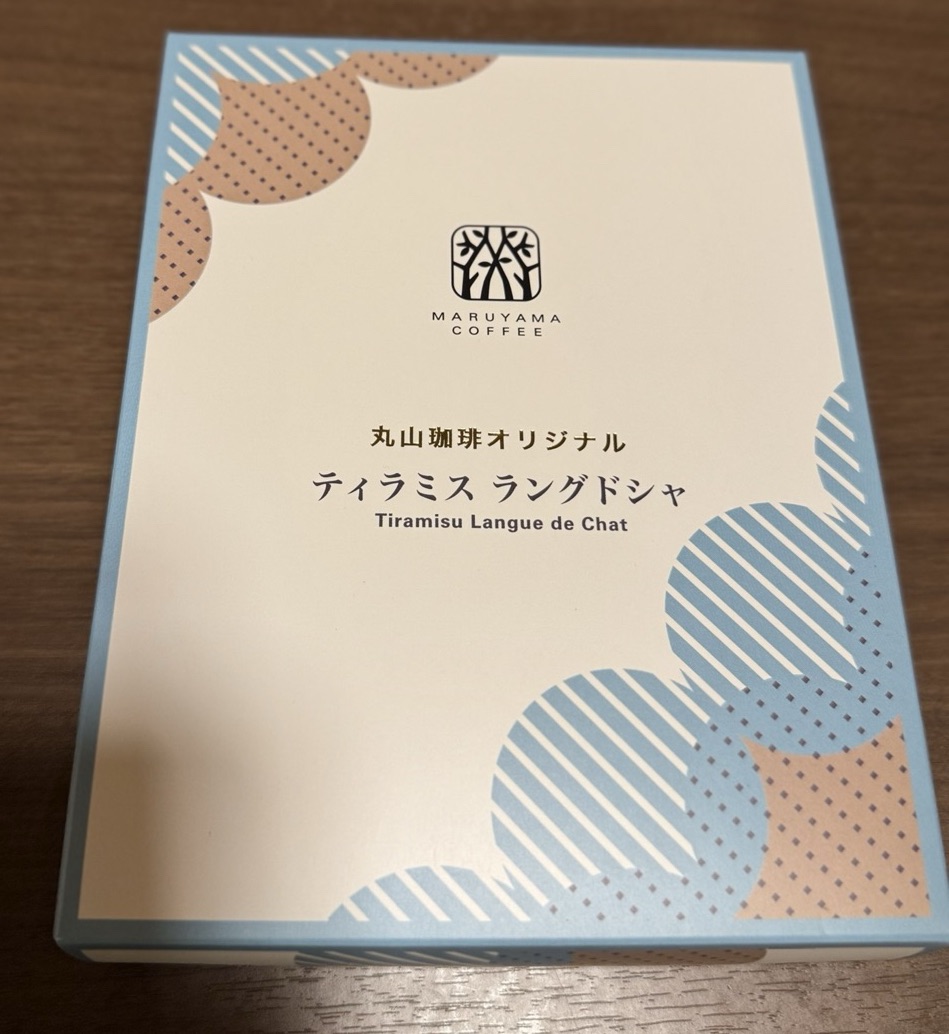 MARUYAMA
COFFEE
丸山珈琲オリジナル
ティラミス ラングドシャ
Tiramisu Langue de Chat